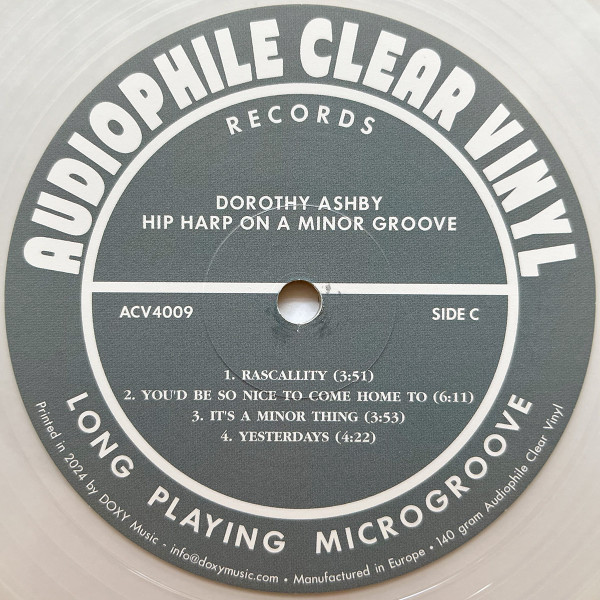 AUDIOPHILE CLEAR VINYL
RECORDS
DOROTHY ASHBY
HIP HARP ON A MINOR GROOVE
ACV4009
SIDE C
1. RASCALLITY (3:51)
2. YOU'D BE SO NICE TO COME HOME TO (6:11)
3. IT'S A MINOR THING (3:53)
4. YESTERDAYS (4:22)
LONG PLAYING MICROGROOVE
Printed in 2024 by DOXY Music - info@doxymusic.com • Manufactured in Europe • 140 gram Audiophile Clear Vinyl